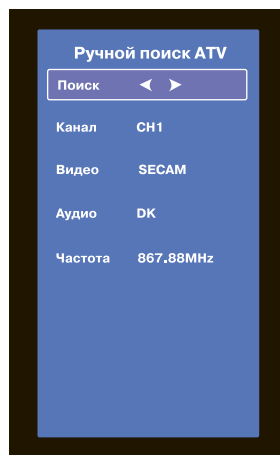 Ручной поиск ATV
Поиск
Канал CH1
Видео SECAM
Аудио DK
Частота 867.88MHz